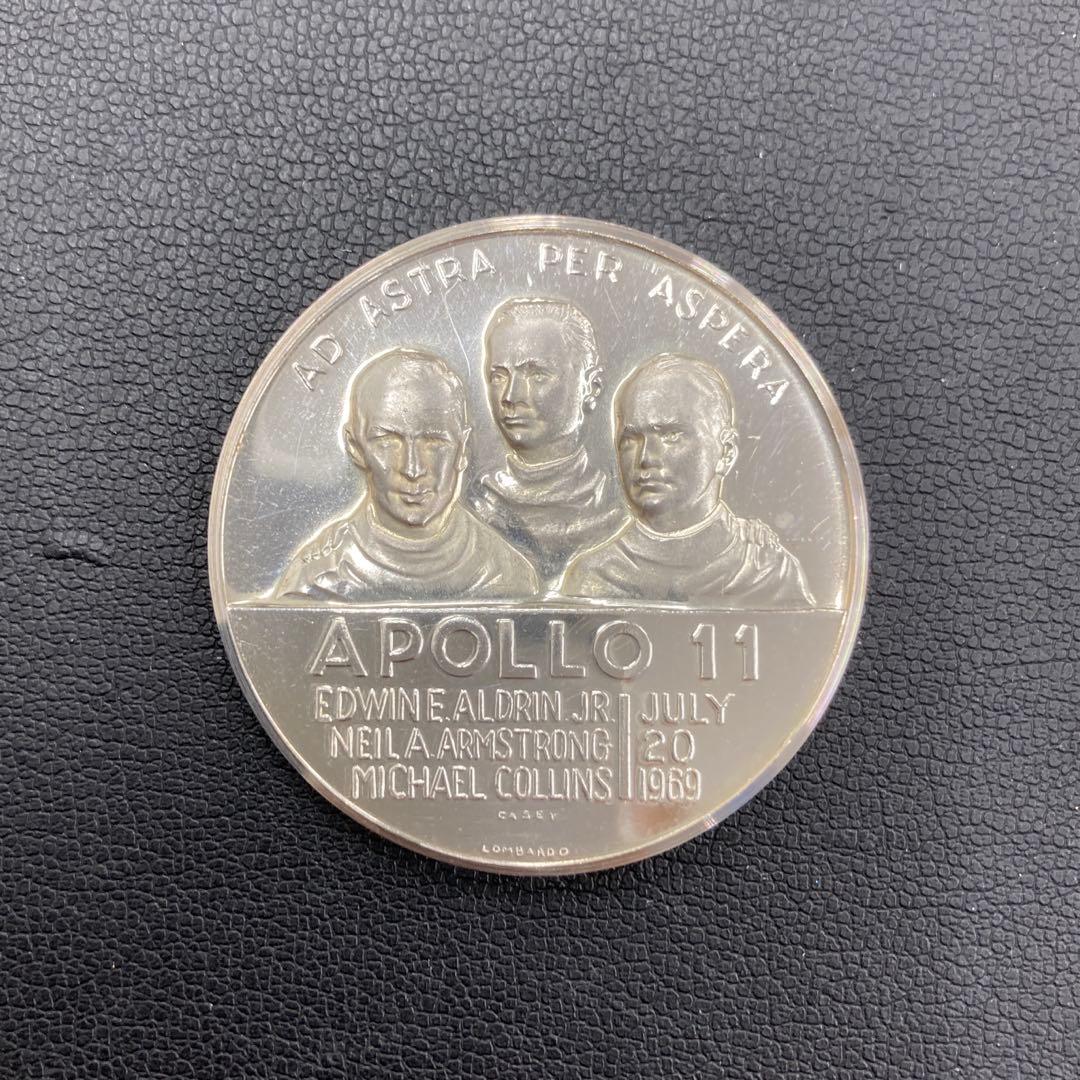 AD ASTRA PER ASPERA
APOLLO 11
EDWIN E. ALDRIN. JR.
NEIL A. ARMSTRONG
MICHAEL COLLINS
JULY
20
1969
CASEY
LOMBARDO